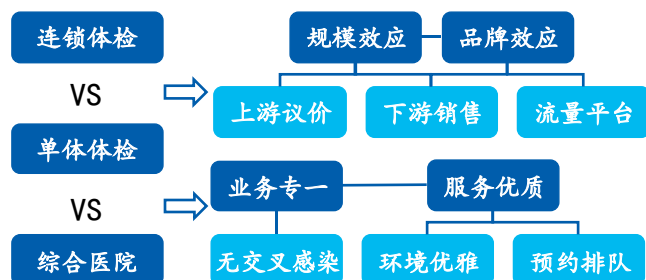 连锁体检
规模效应
品牌效应
VS
上游议价
下游销售
流量平台
单体体检
业务专一
服务优质
VS
综合医院
无交叉感染
环境优雅
预约排队